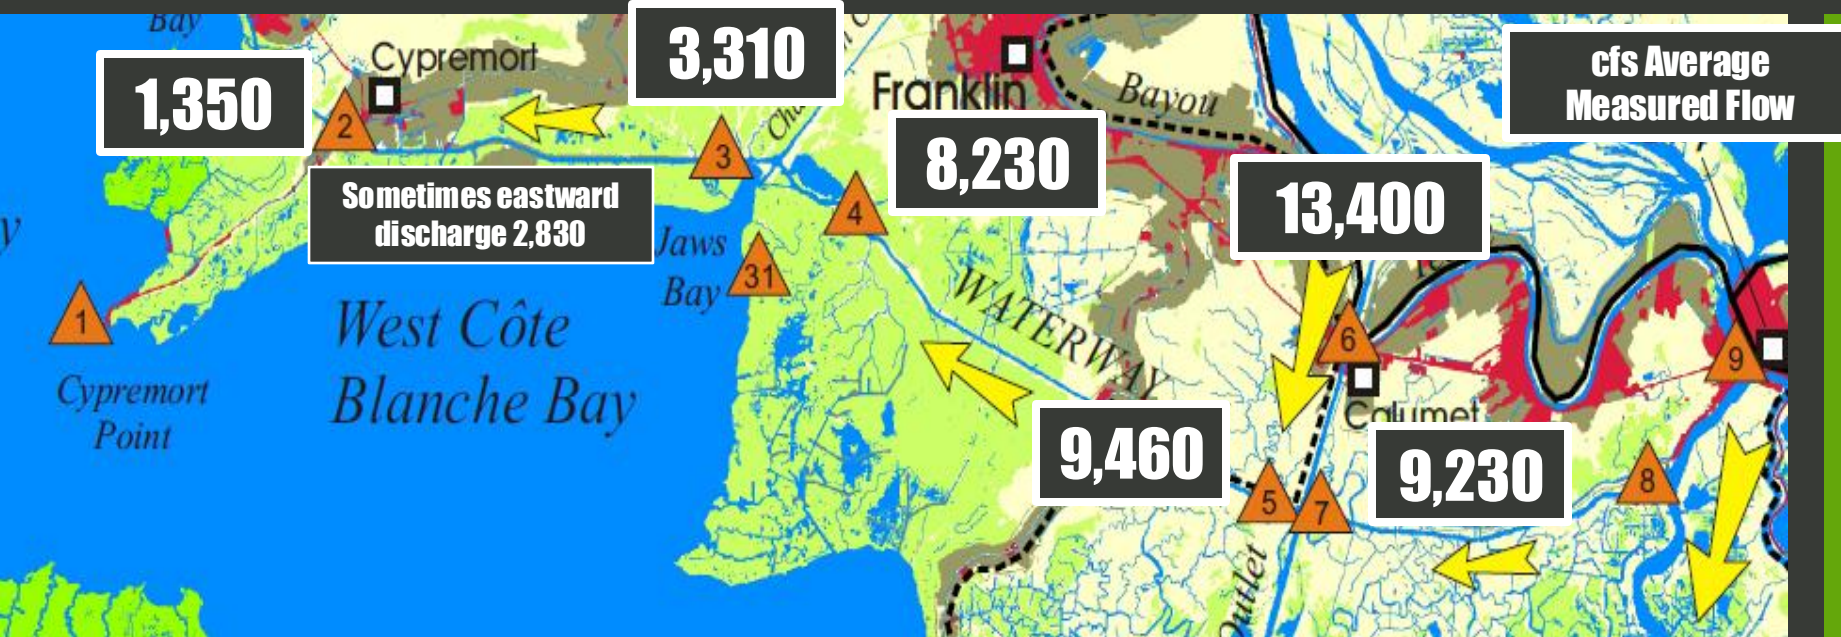 Bay
Cypremort
3,310
1,350
Franklin
Bayou
cfs Average
Measured Flow
2
3
8,230
13,400
Sometimes eastward
discharge 2,830
4
Jaws
Bay
31
1
West Côte
Blanche Bay
WATERWAY
6
9
Cypremort
Point
Calumet
9,460
9,230
5
7
8
Outlet